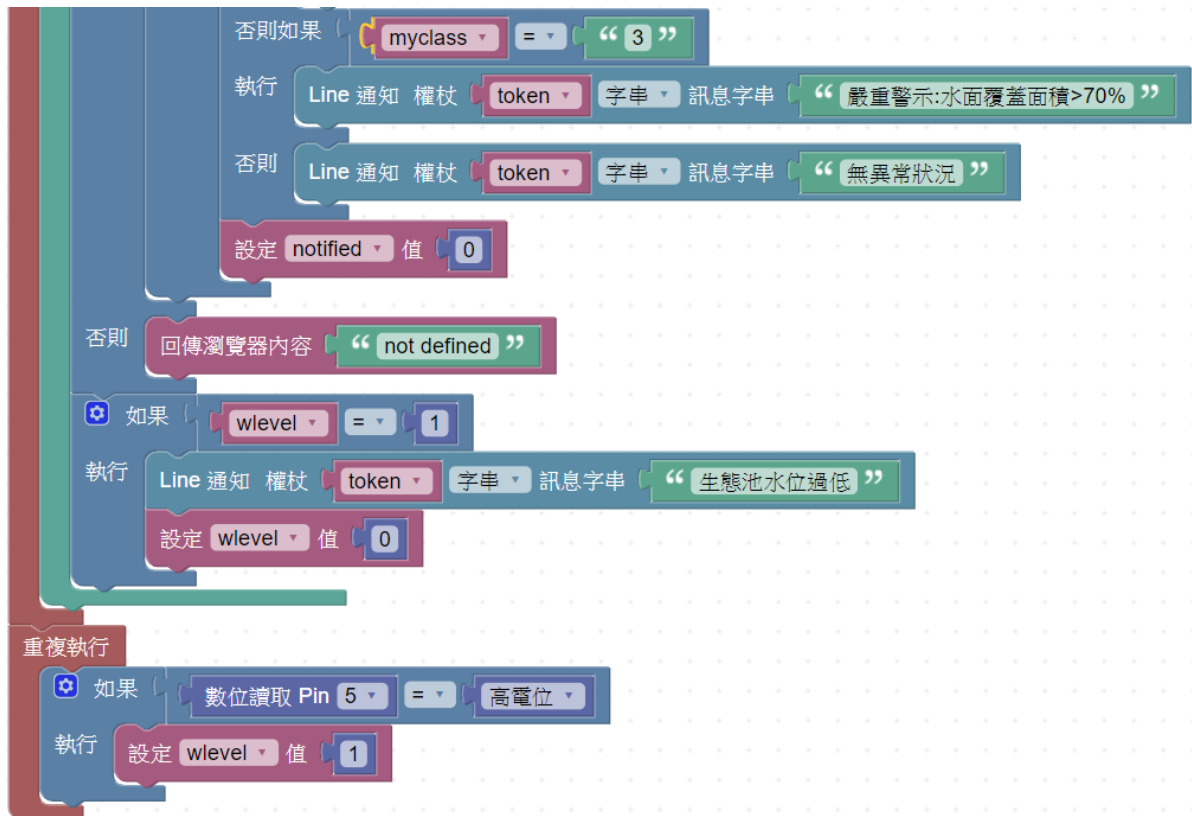 否則如果 myclass = “ 3 ”
執行 Line 通知 權杖 token 字串 訊息字串 “ 嚴重警示:水面覆蓋面積>70% ”
否則 Line 通知 權杖 token 字串 訊息字串 “ 無異常狀況 ”
設定 notified 值 0
否則 回傳瀏覽器內容 “ not defined ”
如果 wlevel = 1
執行 Line 通知 權杖 token 字串 訊息字串 “ 生態池水位過低 ”
設定 wlevel 值 0
重複執行
如果 數位讀取 Pin 5 = 高電位
執行 設定 wlevel 值 1